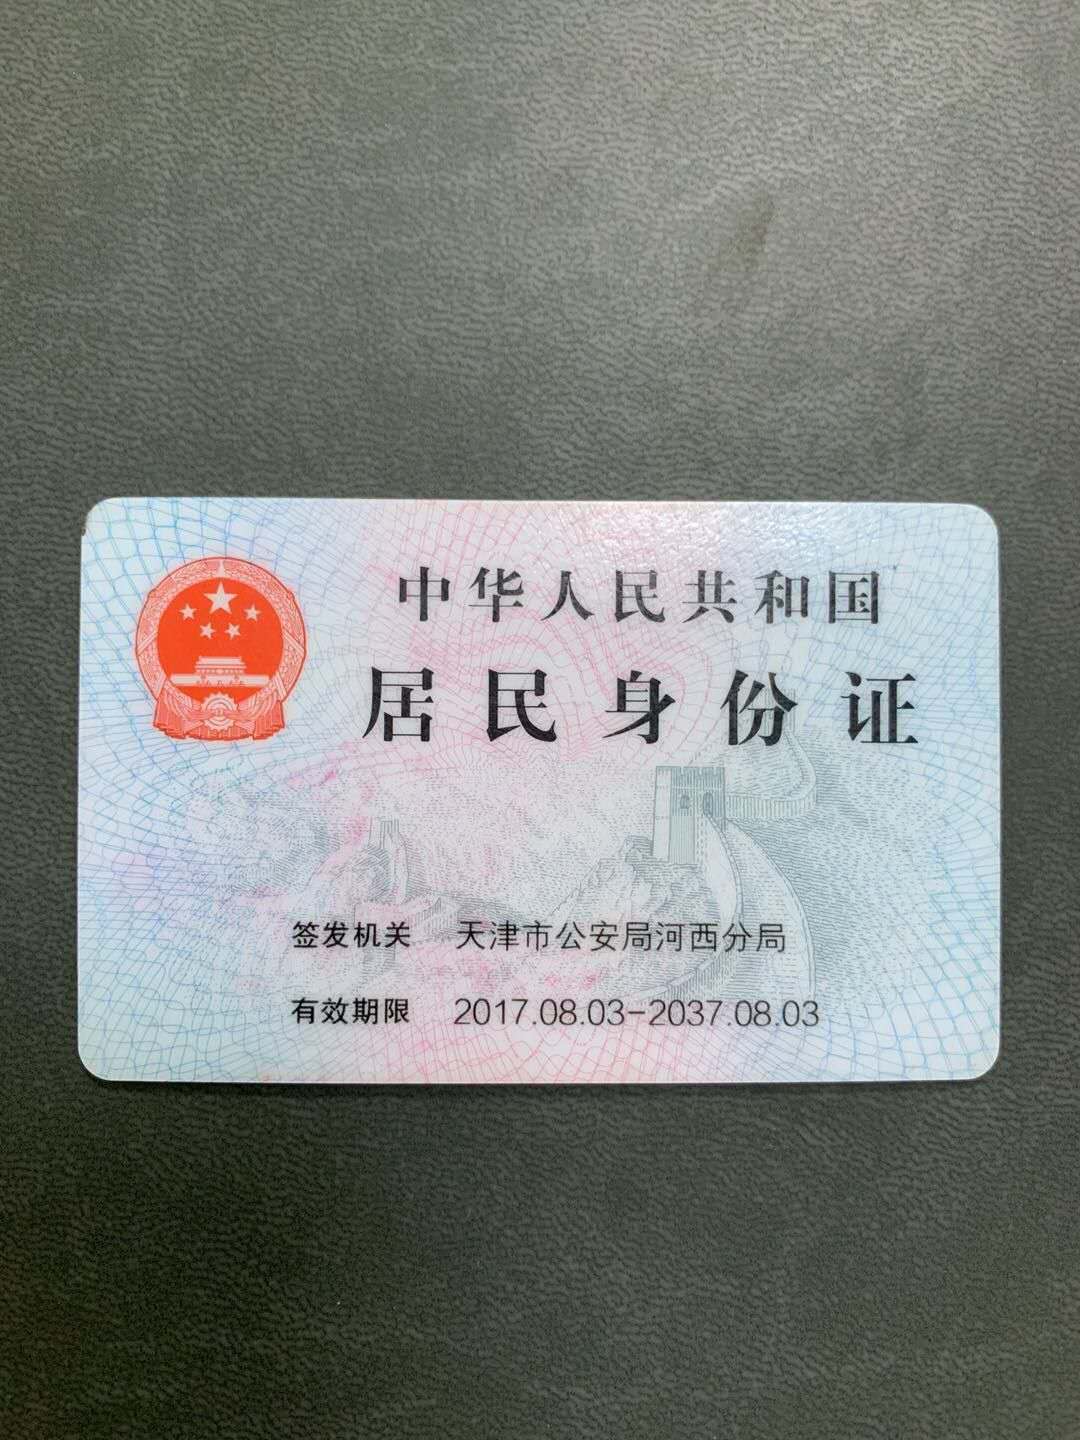 中华人民共和国
居民身份证
签发机关 天津市公安局河西分局
有效期限 2017.08.03-2037.08.03